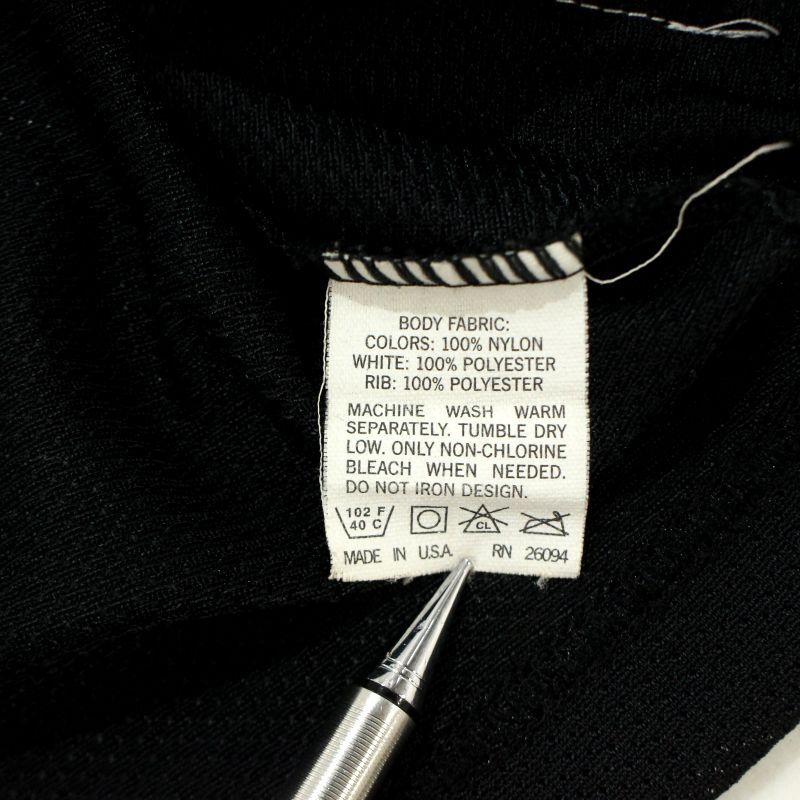 BODY FABRIC:
COLORS: 100% NYLON
WHITE: 100% POLYESTER
RIB: 100% POLYESTER
MACHINE WASH WARM
SEPARATELY. TUMBLE DRY
LOW. ONLY NON-CHLORINE
BLEACH WHEN NEEDED.
DO NOT IRON DESIGN.
102 F
40 C
CL
MADE IN U.S.A. RN 26094